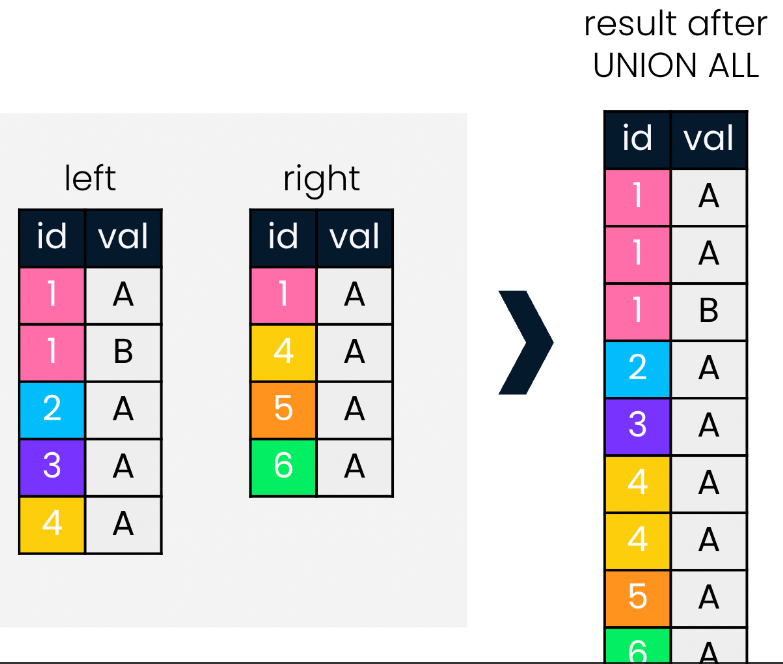 result after
UNION ALL
left
id val
1 A
1 B
2 A
3 A
4 A
right
id val
1 A
4 A
5 A
6 A
id val
1 A
1 A
1 B
2 A
3 A
4 A
4 A
5 A
6 A